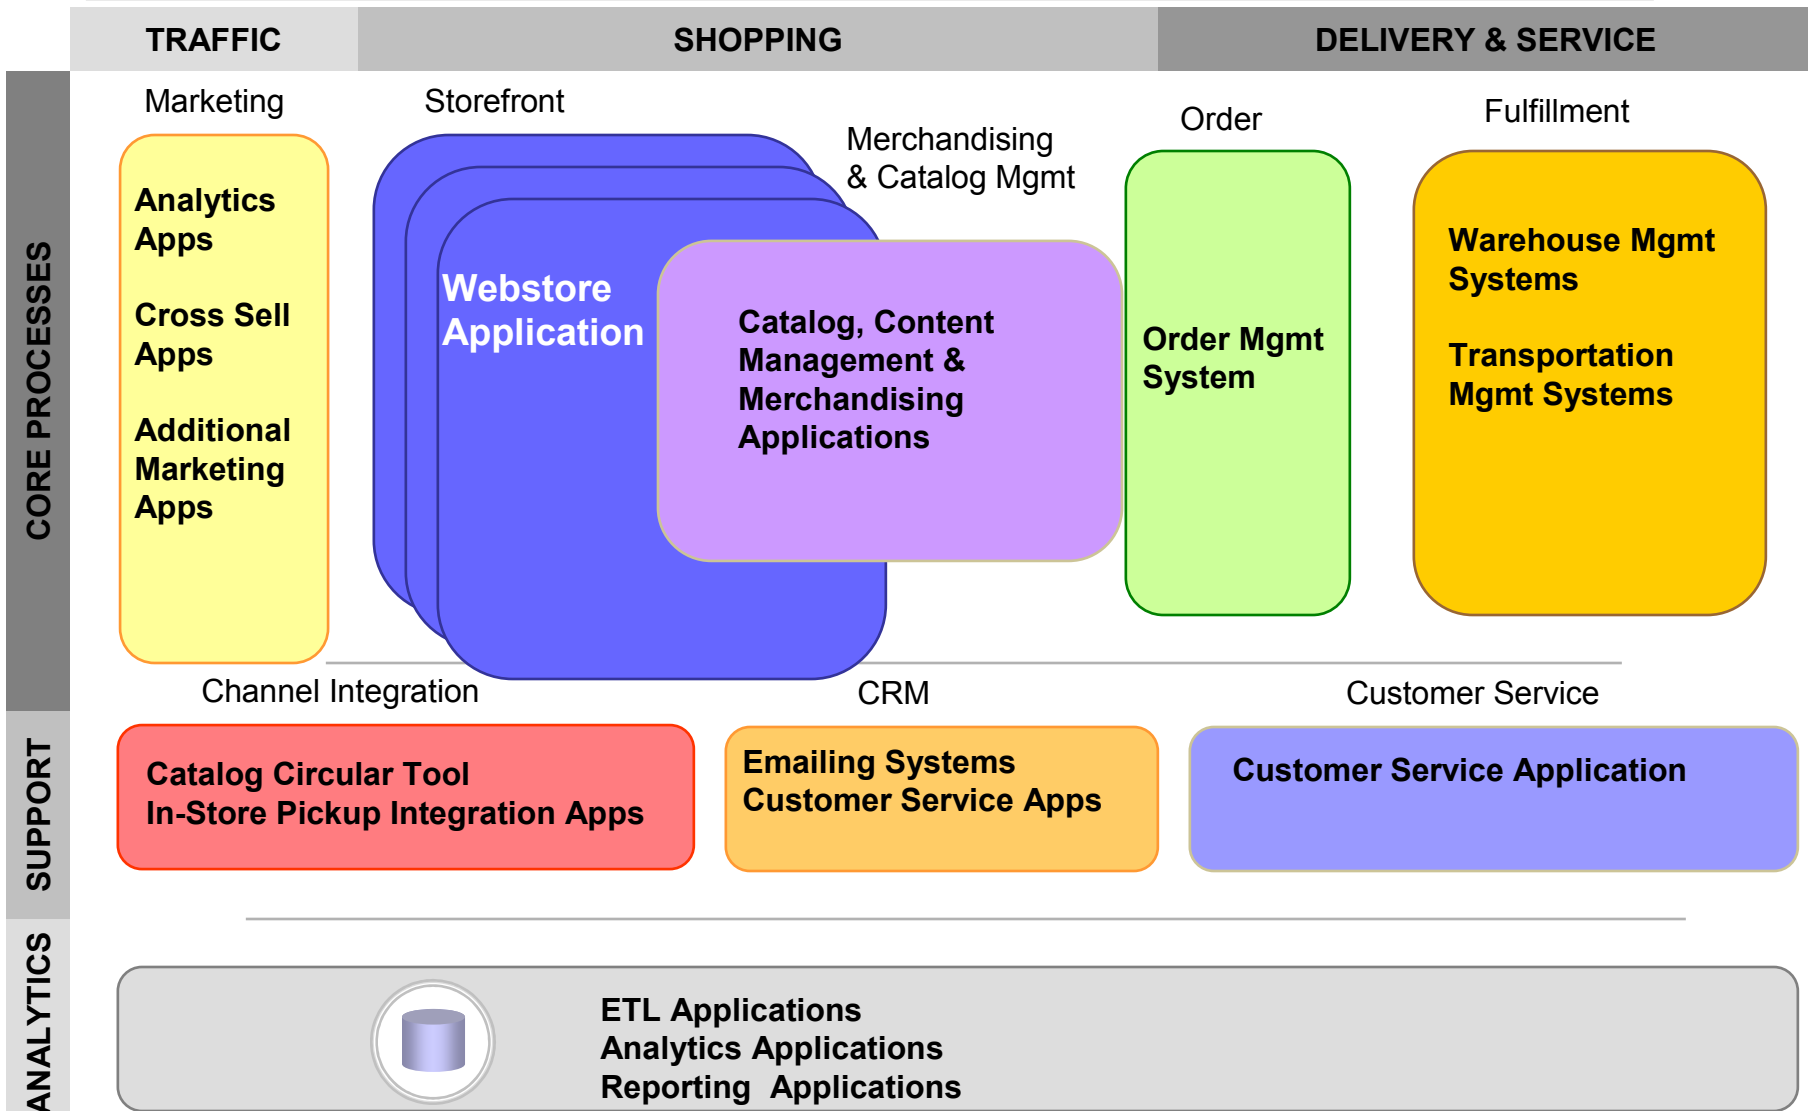 TRAFFIC
SHOPPING
DELIVERY & SERVICE
CORE PROCESSES
Marketing
Analytics
Apps
Cross Sell
Apps
Additional
Marketing
Apps
Storefront
Webstore
Application
Merchandising
& Catalog Mgmt
Catalog, Content
Management &
Merchandising
Applications
Order
Order Mgmt
System
Fulfillment
Warehouse Mgmt
Systems
Transportation
Mgmt Systems
SUPPORT
Channel Integration
Catalog Circular Tool
In-Store Pickup Integration Apps
CRM
Emailing Systems
Customer Service Apps
Customer Service
Customer Service Application
ANALYTICS
ETL Applications
Analytics Applications
Reporting  Applications